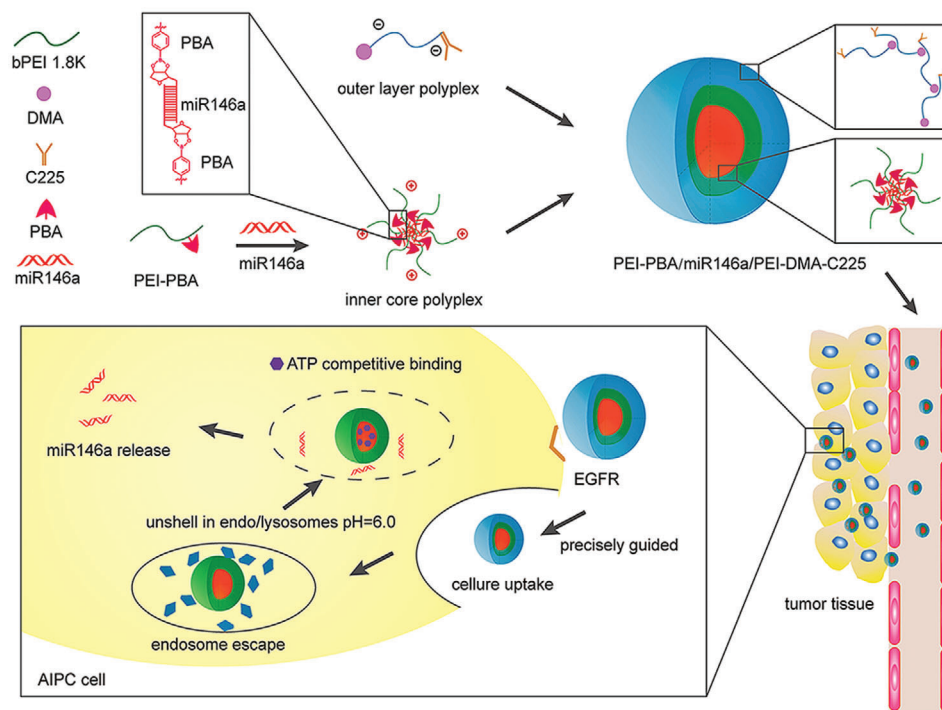 bPEI 1.8K
DMA
C225
PBA
miR146a
PBA
miR146a
PBA
PEI-PBA
miR146a
inner core polyplex
outer layer polyplex
PEI-PBA/miR146a/PEI-DMA-C225
ATP competitive binding
miR146a release
unshell in endo/lysosomes pH=6.0
endosome escape
EGFR
precisely guided
cellure uptake
AIPC cell
tumor tissue